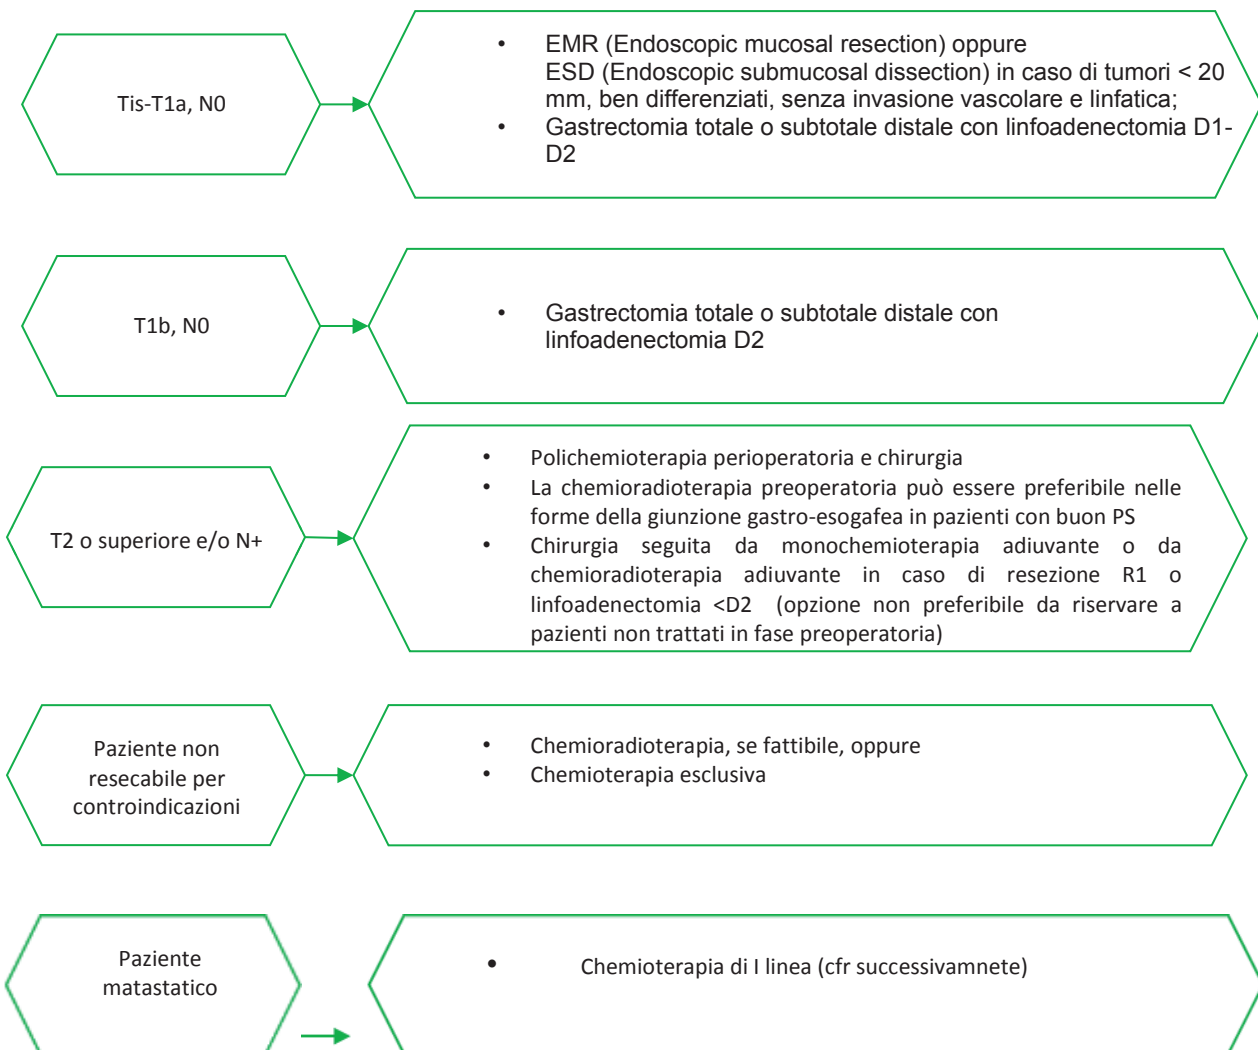 Tis-T1a, N0
• EMR (Endoscopic mucosal resection) oppure
ESD (Endoscopic submucosal dissection) in caso di tumori < 20
mm, ben differenziati, senza invasione vascolare e linfatica;
• Gastrectomia totale o subtotale distale con linfoadenectomia D1-
D2
T1b, N0
• Gastrectomia totale o subtotale distale con
linfoadenectomia D2
T2 o superiore e/o N+
• Polichemioterapia perioperatoria e chirurgia
• La chemioradioterapia preoperatoria può essere preferibile nelle
forme della giunzione gastro-esogafea in pazienti con buon PS
• Chirurgia seguita da monochemioterapia adiuvante o da
chemioradioterapia adiuvante in caso di resezione R1 o
linfoadenectomia <D2 (opzione non preferibile da riservare a
pazienti non trattati in fase preoperatoria)
Paziente non
resecabile per
controindicazioni
• Chemioradioterapia, se fattibile, oppure
• Chemioterapia esclusiva
Paziente
matastatico
• Chemioterapia di I linea (cfr successivamnete)